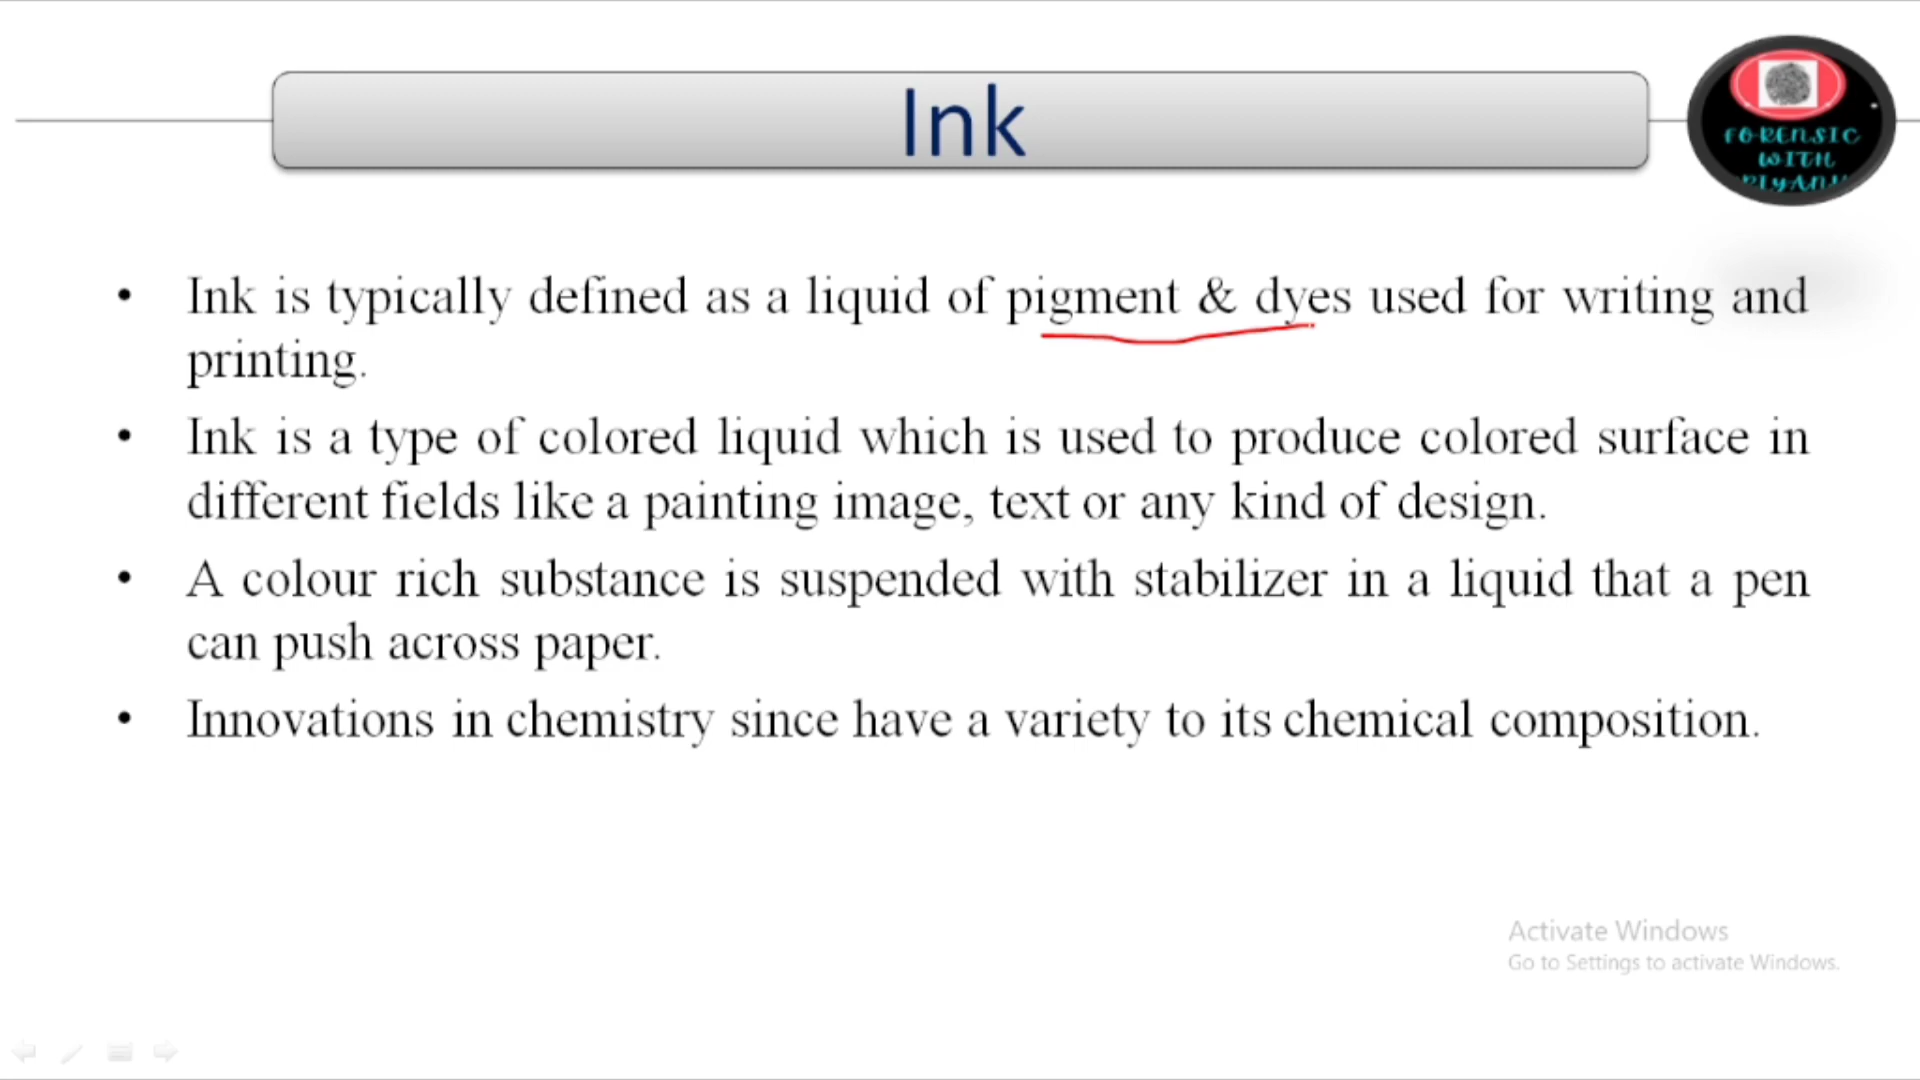 Ink
FORENSIC
WITH
• Ink is typically defined as a liquid of pigment & dyes used for writing and
printing.
• Ink is a type of colored liquid which is used to produce colored surface in
different fields like a painting image, text or any kind of design.
• A colour rich substance is suspended with stabilizer in a liquid that a pen
can push across paper.
• Innovations in chemistry since have a variety to its chemical composition.
Activate Windows
Go to Settings to activate Windows.